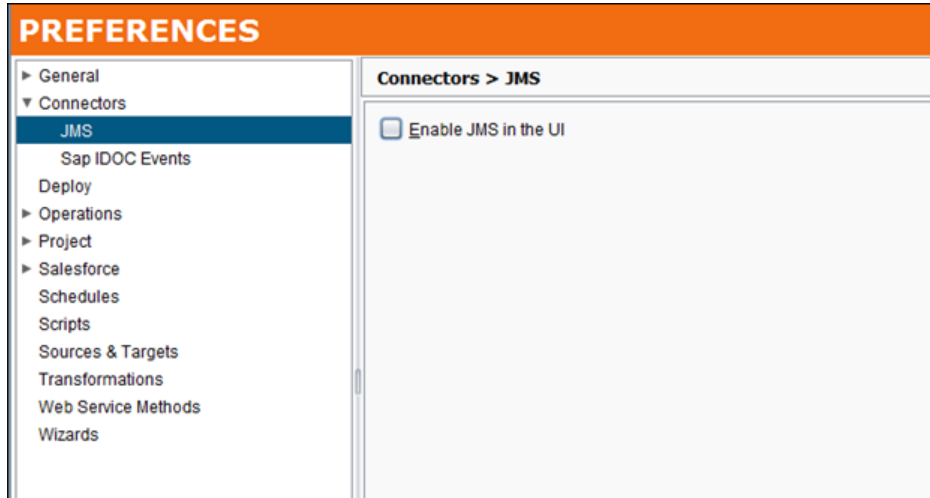 PREFERENCES
General
Connectors
JMS
Sap IDOC Events
Deploy
Operations
Project
Salesforce
Schedules
Scripts
Sources & Targets
Transformations
Web Service Methods
Wizards
Connectors > JMS
Enable JMS in the UI